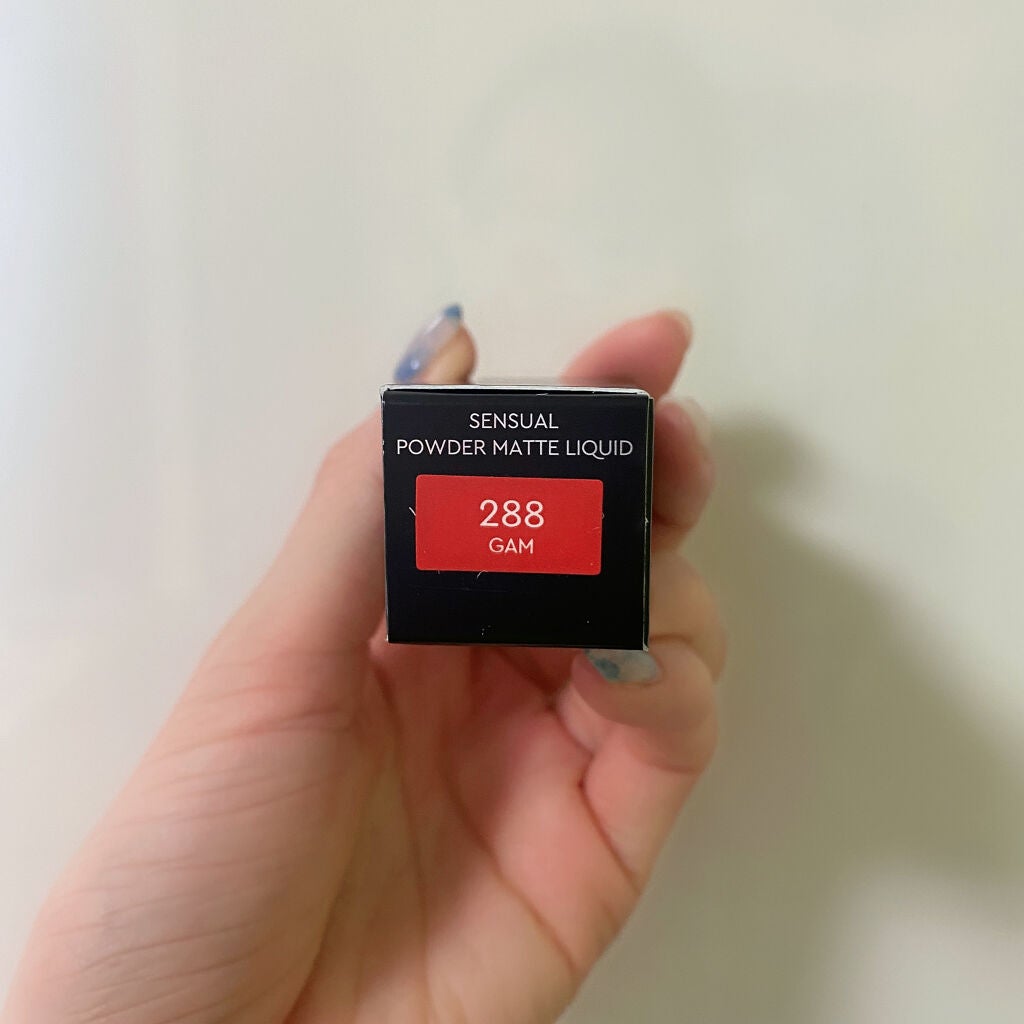 SENSUAL
POWDER MATTE LIQUID
288
GAM